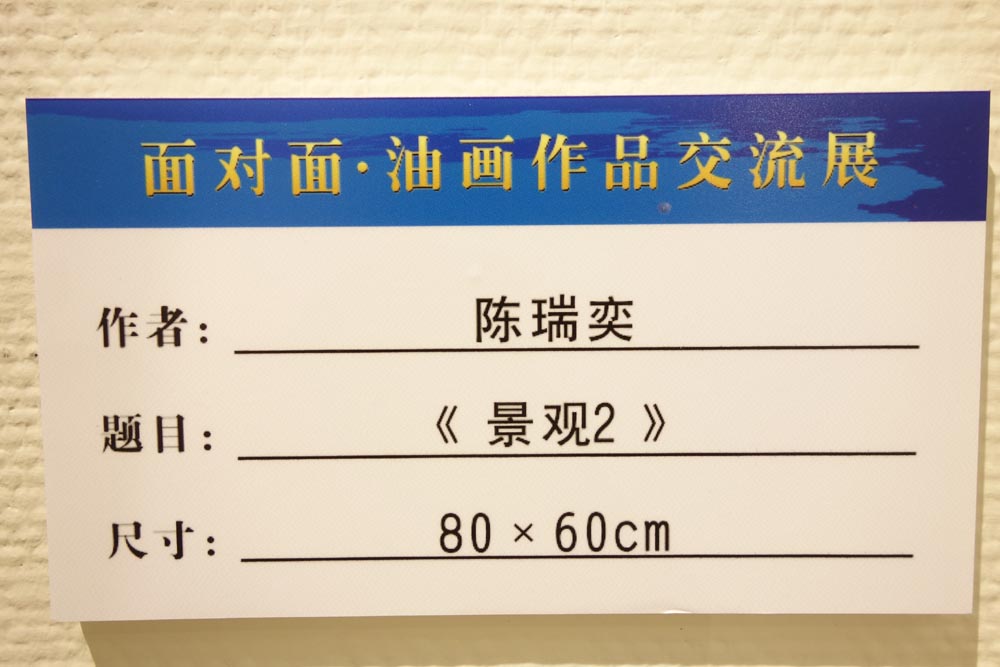 面对面·油画作品交流展
作者： 陈瑞奕
题目： 《 景观2 》
尺寸： 80×60cm